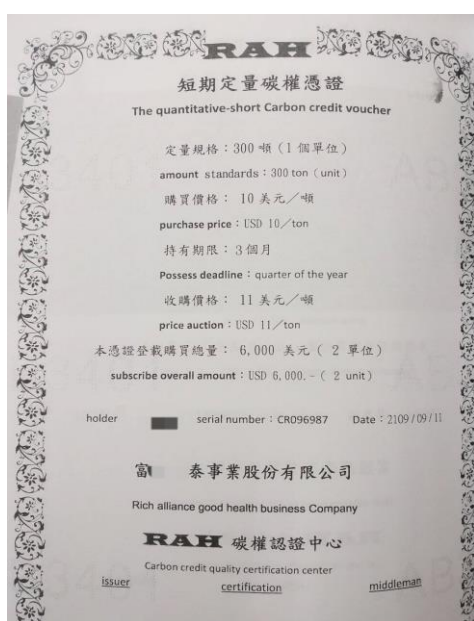 RAH
短期定量碳權憑證
The quantitative-short Carbon credit voucher
定量規格：300 噸（1 個單位）
amount standards：300 ton（unit）
購買價格： 10 美元／噸
purchase price：USD 10／ton
持有期限：3 個月
Possess deadline：quarter of the year
收購價格： 11 美元／噸
price auction：USD 11／ton
本憑證登載購買總量： 6,000 美元（ 2 單位）
subscribe overall amount：USD 6,000.-（ 2 unit）
holder serial number：CR096987 Date：2109/09/11
富 泰事業股份有限公司
Rich alliance good health business Company
RAH 碳權認證中心
Carbon credit quality certification center
issuer certification middleman